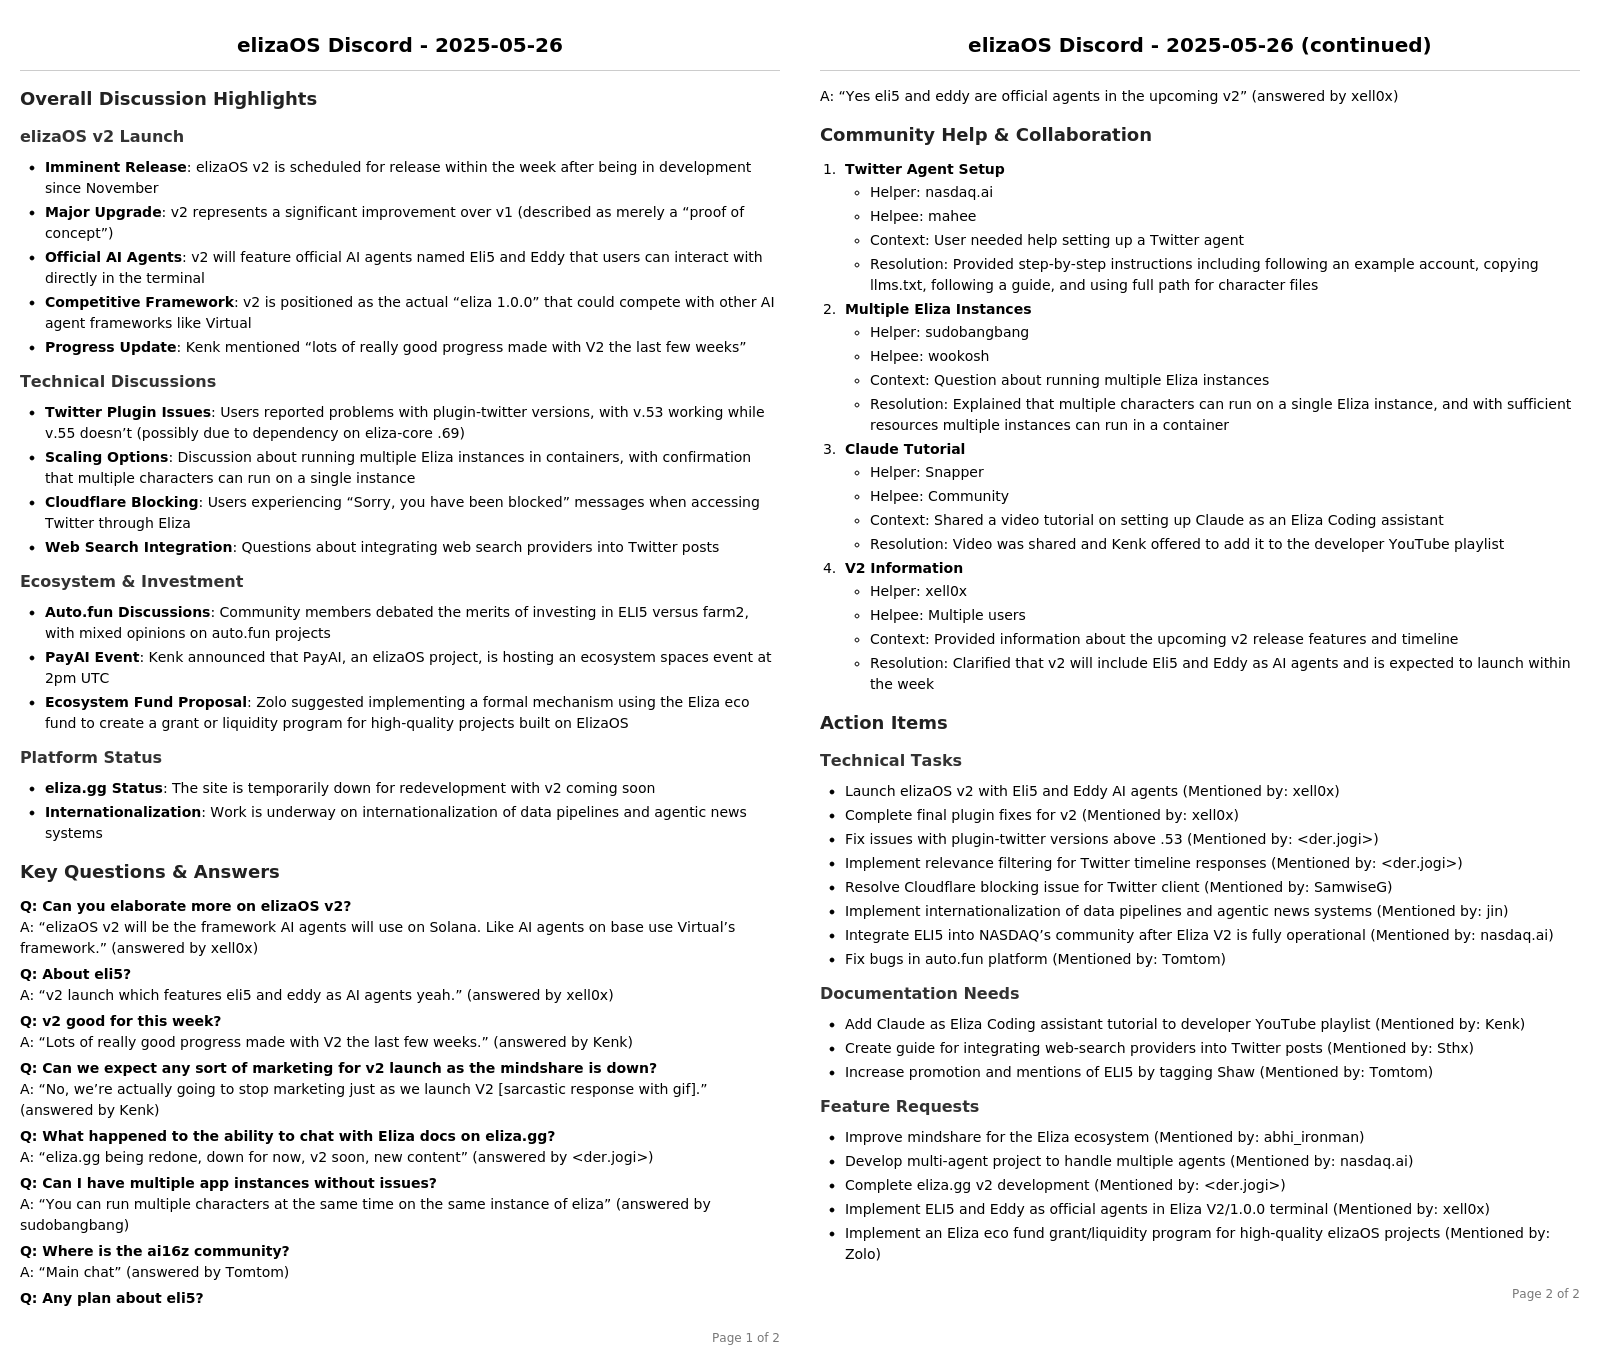 elizaOS Discord - 2025-05-26
Overall Discussion Highlights
elizaOS v2 Launch
• Imminent Release: elizaOS v2 is scheduled for release within the week after being in development
since November
• Major Upgrade: v2 represents a significant improvement over v1 (described as merely a “proof of
concept”)
• Official AI Agents: v2 will feature official AI agents named Eli5 and Eddy that users can interact with
directly in the terminal
• Competitive Framework: v2 is positioned as the actual “eliza 1.0.0” that could compete with other AI
agent frameworks like Virtual
• Progress Update: Kenk mentioned “lots of really good progress made with V2 the last few weeks”
Technical Discussions
• Twitter Plugin Issues: Users reported problems with plugin-twitter versions, with v.53 working while
v.55 doesn’t (possibly due to dependency on eliza-core .69)
• Scaling Options: Discussion about running multiple Eliza instances in containers, with confirmation
that multiple characters can run on a single instance
• Cloudflare Blocking: Users experiencing “Sorry, you have been blocked” messages when accessing
Twitter through Eliza
• Web Search Integration: Questions about integrating web search providers into Twitter posts
Ecosystem & Investment
• Auto.fun Discussions: Community members debated the merits of investing in ELI5 versus farm2,
with mixed opinions on auto.fun projects
• PayAI Event: Kenk announced that PayAI, an elizaOS project, is hosting an ecosystem spaces event at
2pm UTC
• Ecosystem Fund Proposal: Zolo suggested implementing a formal mechanism using the Eliza eco
fund to create a grant or liquidity program for high-quality projects built on ElizaOS
Platform Status
• eliza.gg Status: The site is temporarily down for redevelopment with v2 coming soon
• Internationalization: Work is underway on internationalization of data pipelines and agentic news
systems
Key Questions & Answers
Q: Can you elaborate more on elizaOS v2?
A: “elizaOS v2 will be the framework AI agents will use on Solana. Like AI agents on base use Virtual’s
framework.” (answered by xell0x)
Q: About eli5?
A: “v2 launch which features eli5 and eddy as AI agents yeah.” (answered by xell0x)
Q: v2 good for this week?
A: “Lots of really good progress made with V2 the last few weeks.” (answered by Kenk)
Q: Can we expect any sort of marketing for v2 launch as the mindshare is down?
A: “No, we’re actually going to stop marketing just as we launch V2 [sarcastic response with gif].”
(answered by Kenk)
Q: What happened to the ability to chat with Eliza docs on eliza.gg?
A: “eliza.gg being redone, down for now, v2 soon, new content” (answered by <der.jogi>)
Q: Can I have multiple app instances without issues?
A: “You can run multiple characters at the same time on the same instance of eliza” (answered by
sudobangbang)
Q: Where is the ai16z community?
A: “Main chat” (answered by Tomtom)
Q: Any plan about eli5?
Page 1 of 2
elizaOS Discord - 2025-05-26 (continued)
A: “Yes eli5 and eddy are official agents in the upcoming v2” (answered by xell0x)
Community Help & Collaboration
1. Twitter Agent Setup
◦ Helper: nasdaq.ai
◦ Helpee: mahee
◦ Context: User needed help setting up a Twitter agent
◦ Resolution: Provided step-by-step instructions including following an example account, copying
llms.txt, following a guide, and using full path for character files
2. Multiple Eliza Instances
◦ Helper: sudobangbang
◦ Helpee: wookosh
◦ Context: Question about running multiple Eliza instances
◦ Resolution: Explained that multiple characters can run on a single Eliza instance, and with sufficient
resources multiple instances can run in a container
3. Claude Tutorial
◦ Helper: Snapper
◦ Helpee: Community
◦ Context: Shared a video tutorial on setting up Claude as an Eliza Coding assistant
◦ Resolution: Video was shared and Kenk offered to add it to the developer YouTube playlist
4. V2 Information
◦ Helper: xell0x
◦ Helpee: Multiple users
◦ Context: Provided information about the upcoming v2 release features and timeline
◦ Resolution: Clarified that v2 will include Eli5 and Eddy as AI agents and is expected to launch within
the week
Action Items
Technical Tasks
• Launch elizaOS v2 with Eli5 and Eddy AI agents (Mentioned by: xell0x)
• Complete final plugin fixes for v2 (Mentioned by: xell0x)
• Fix issues with plugin-twitter versions above .53 (Mentioned by: <der.jogi>)
• Implement relevance filtering for Twitter timeline responses (Mentioned by: <der.jogi>)
• Resolve Cloudflare blocking issue for Twitter client (Mentioned by: SamwiseG)
• Implement internationalization of data pipelines and agentic news systems (Mentioned by: jin)
• Integrate ELI5 into NASDAQ’s community after Eliza V2 is fully operational (Mentioned by: nasdaq.ai)
• Fix bugs in auto.fun platform (Mentioned by: Tomtom)
Documentation Needs
• Add Claude as Eliza Coding assistant tutorial to developer YouTube playlist (Mentioned by: Kenk)
• Create guide for integrating web-search providers into Twitter posts (Mentioned by: Sthx)
• Increase promotion and mentions of ELI5 by tagging Shaw (Mentioned by: Tomtom)
Feature Requests
• Improve mindshare for the Eliza ecosystem (Mentioned by: abhi_ironman)
• Develop multi-agent project to handle multiple agents (Mentioned by: nasdaq.ai)
• Complete eliza.gg v2 development (Mentioned by: <der.jogi>)
• Implement ELI5 and Eddy as official agents in Eliza V2/1.0.0 terminal (Mentioned by: xell0x)
• Implement an Eliza eco fund grant/liquidity program for high-quality elizaOS projects (Mentioned by:
Zolo)
Page 2 of 2